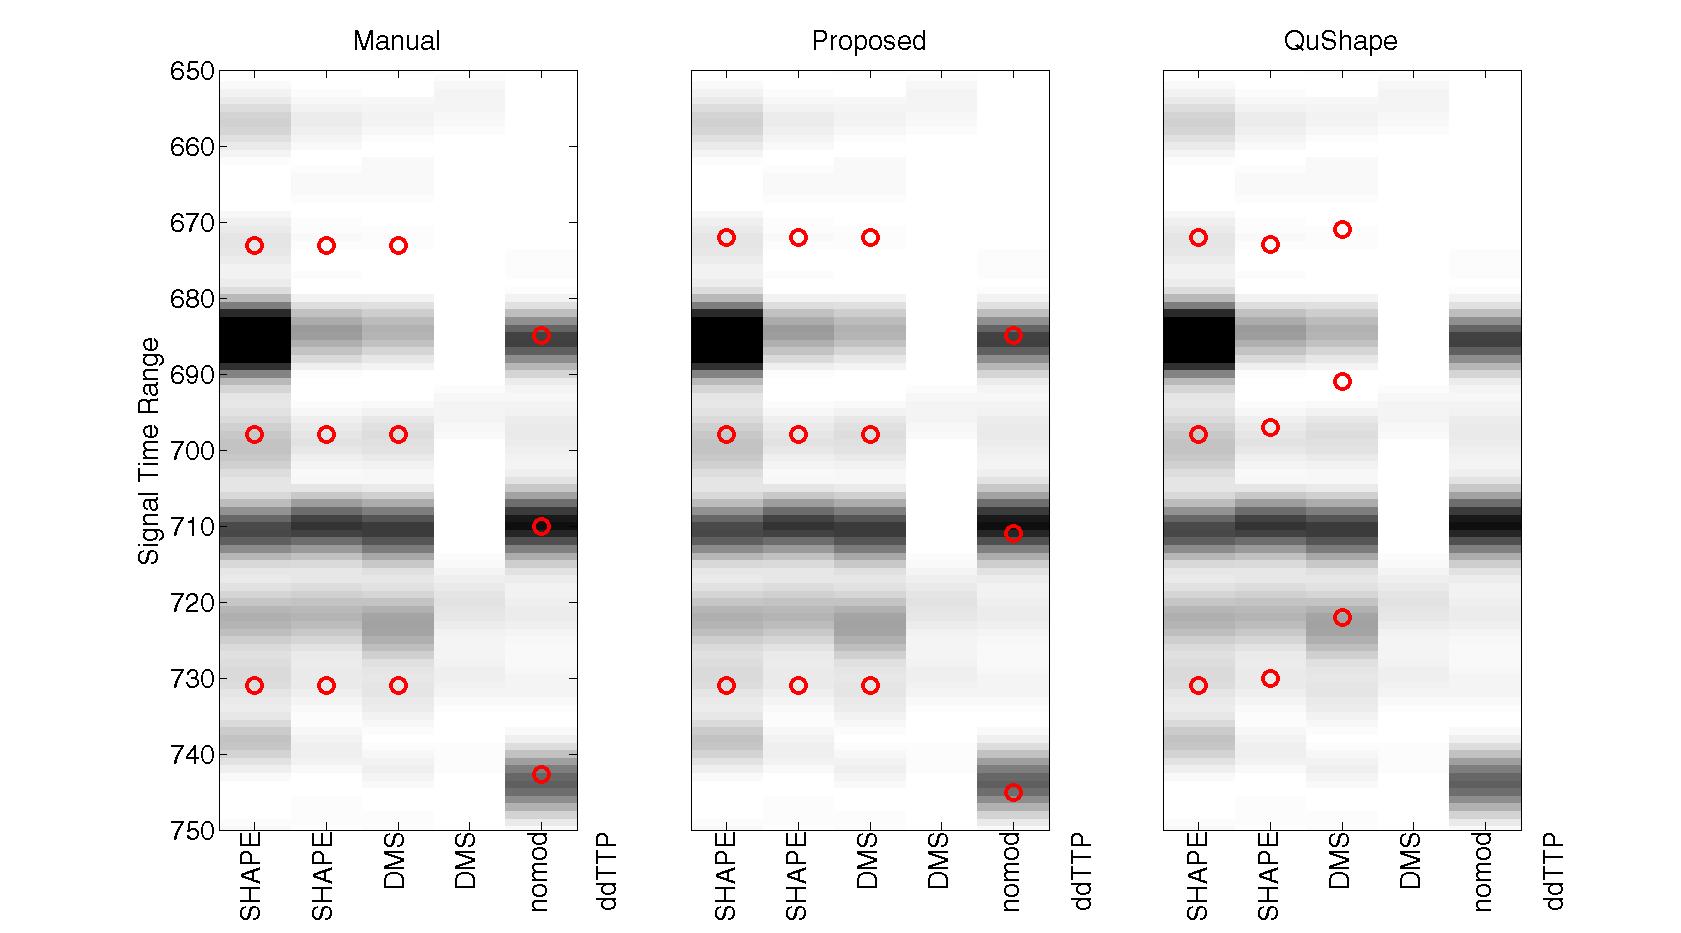 Manual
Proposed
QuShape
Signal Time Range
650
660
670
680
690
700
710
720
730
740
750
SHAPE
SHAPE
DMS
DMS
nomod
ddTTP
SHAPE
SHAPE
DMS
DMS
nomod
ddTTP
SHAPE
SHAPE
DMS
DMS
nomod
ddTTP